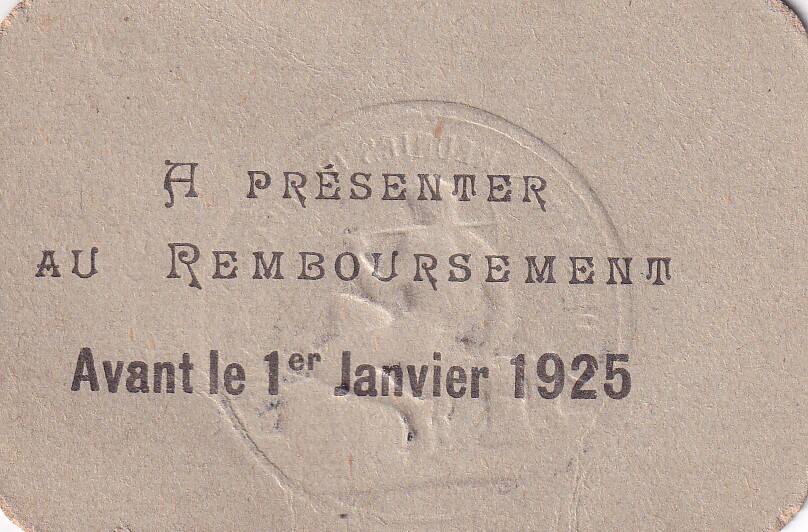 A PRÉSENTER
AU REMBOURSEMENT
Avant le 1er Janvier 1925